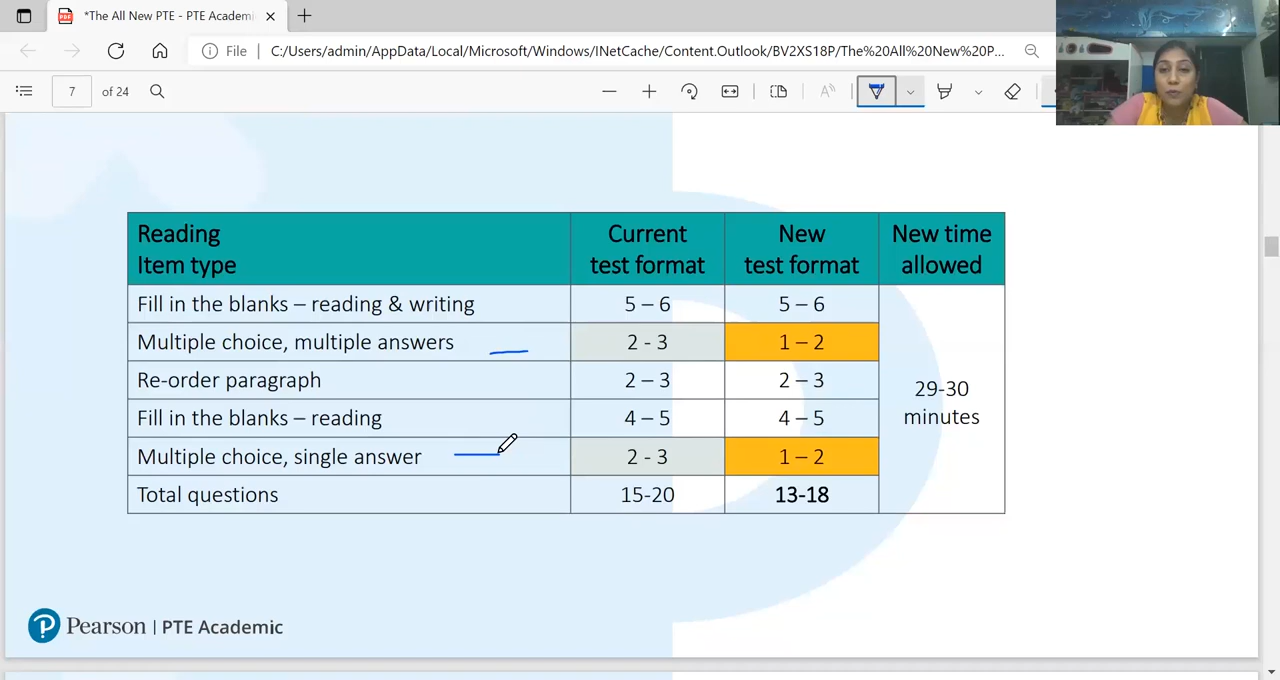 *The All New PTE - PTE Academi
File C:/Users/admin/AppData/Local/Microsoft/Windows/INetCache/Content.Outlook/BV2XS18P/The%20All%20New%20P...
7 of 24
Reading Item type Current test format New test format New time allowed
Fill in the blanks – reading & writing 5 – 6 5 – 6
Multiple choice, multiple answers 2 - 3 1 – 2
Re-order paragraph 2 – 3 2 – 3
29-30 minutes
Fill in the blanks – reading 4 – 5 4 – 5
Multiple choice, single answer 2 - 3 1 – 2
Total questions 15-20 13-18
Pearson | PTE Academic